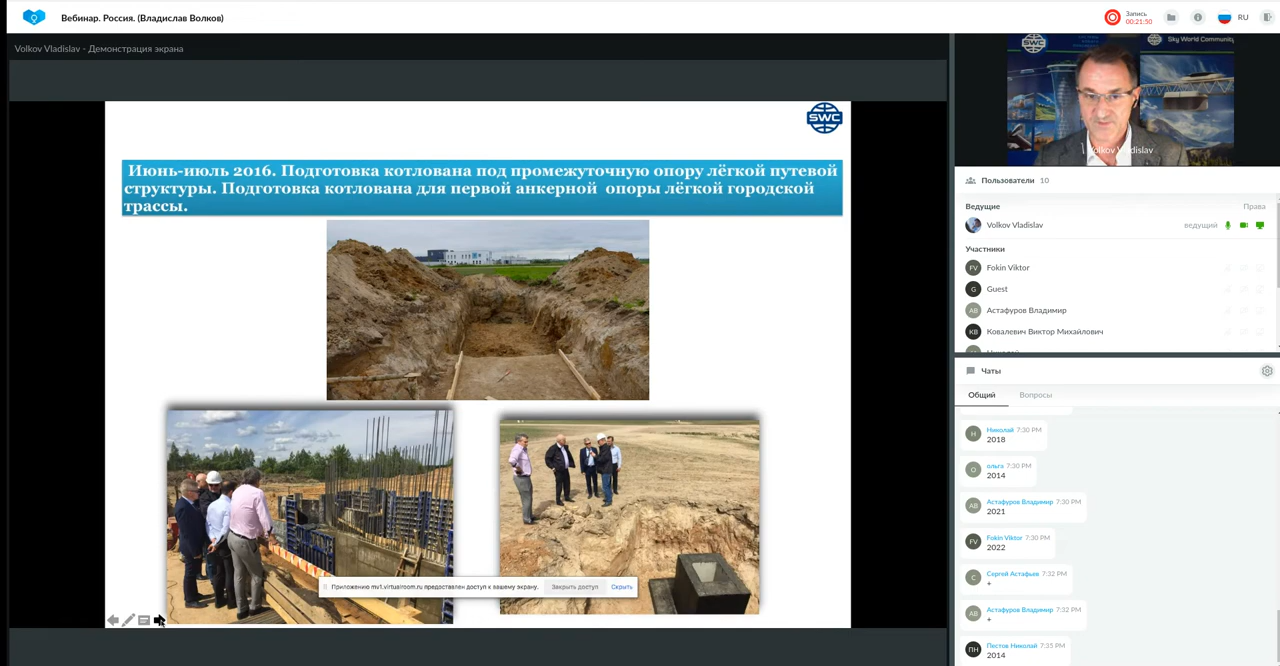 Вебинар. Россия. (Владислав Волков)
Запись
00:21:50
RU
Volkov Vladislav - Демонстрация экрана
SWC
Июнь-июль 2016. Подготовка котлована под промежуточную опору лёгкой путевой
структуры. Подготовка котлована для первой анкерной опоры лёгкой городской
трассы.
Приложению mv1.virtualroom.ru предоставлен доступ к вашему экрану.
Закрыть доступ
Скрыть
SWC
Sky World Community
Volkov Vladislav
Пользователи 10
Ведущие
Права
Volkov Vladislav
ведущий
Участники
FV Fokin Viktor
G Guest
АВ Астафуров Владимир
КВ Ковалевич Виктор Михайлович
Чаты
Общий
Вопросы
Н Николай 7:30 PM
2018
О ольга 7:30 PM
2014
АВ Астафуров Владимир 7:30 PM
2021
FV Fokin Viktor 7:30 PM
2022
С Сергей Астафьев 7:32 PM
+
АВ Астафуров Владимир 7:32 PM
+
ПН Пестов Николай 7:35 PM
2014